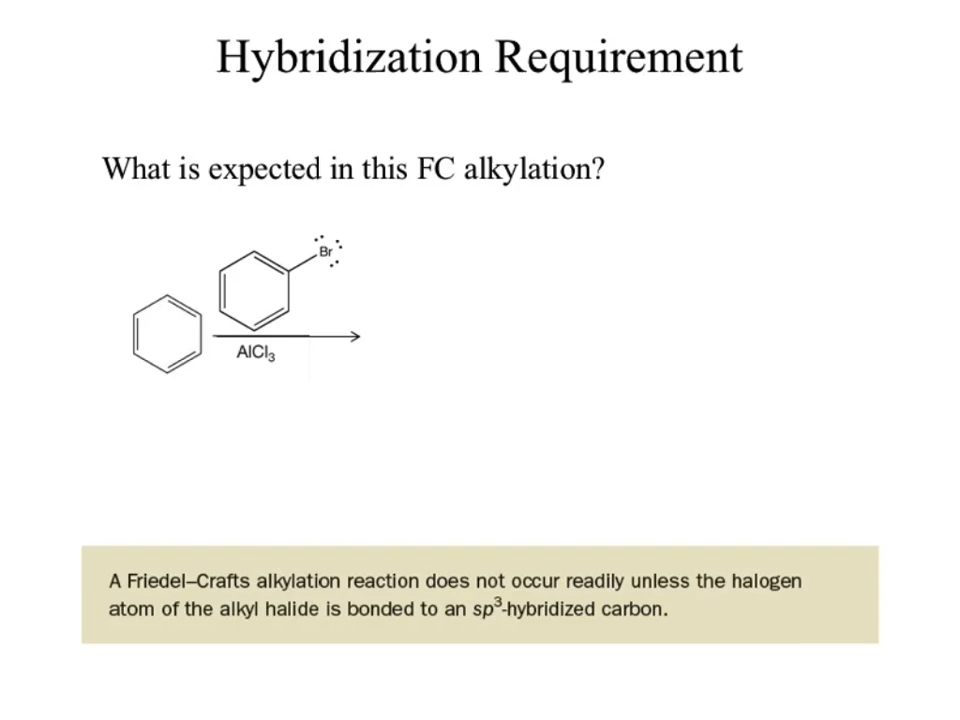 Hybridization Requirement
What is expected in this FC alkylation?
Br
AlCl₃
A Friedel–Crafts alkylation reaction does not occur readily unless the halogen
atom of the alkyl halide is bonded to an sp³-hybridized carbon.